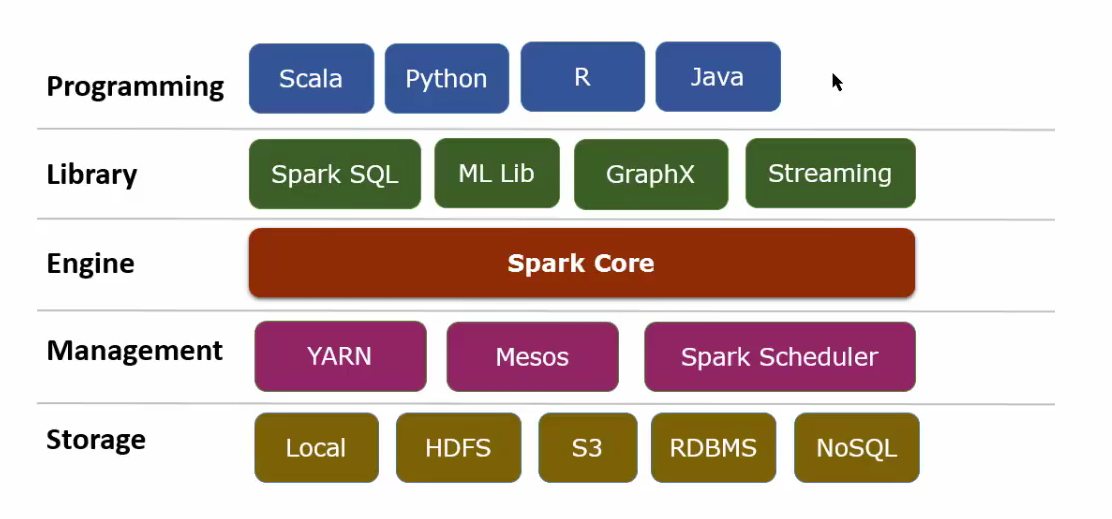 Programming
Scala Python R Java
Library
Spark SQL ML Lib GraphX Streaming
Engine
Spark Core
Management
YARN Mesos Spark Scheduler
Storage
Local HDFS S3 RDBMS NoSQL